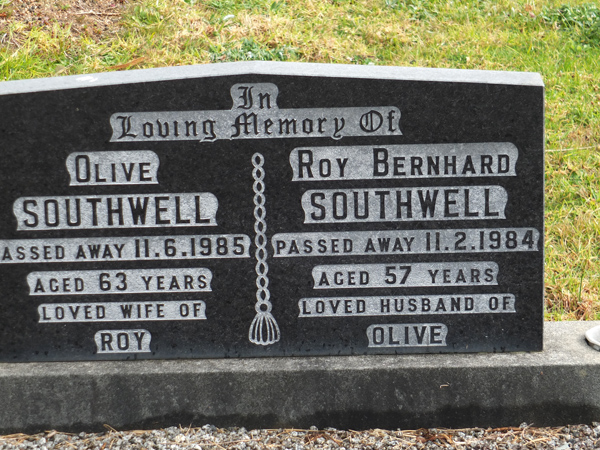 In
Loving Memory Of
OLIVE
SOUTHWELL
PASSED AWAY 11.6.1985
AGED 63 YEARS
LOVED WIFE OF
ROY
ROY BERNHARD
SOUTHWELL
PASSED AWAY 11.2.1984
AGED 57 YEARS
LOVED HUSBAND OF
OLIVE